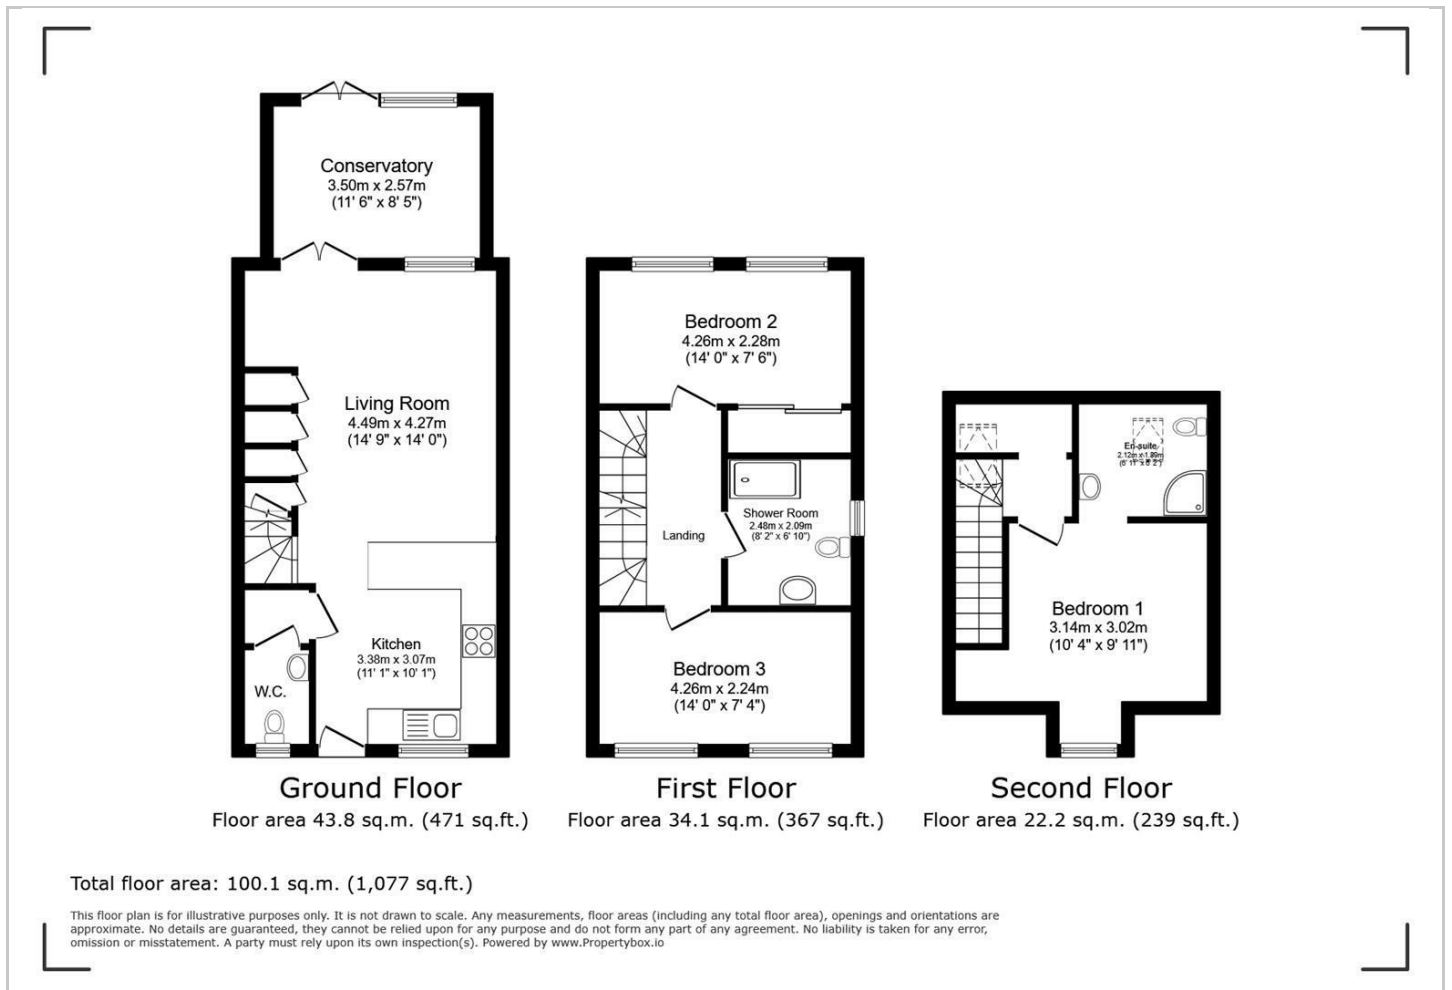 Conservatory
3.50m x 2.57m
(11' 6" x 8' 5")
Living Room
4.49m x 4.27m
(14' 9" x 14' 0")
Kitchen
3.38m x 3.07m
(11' 1" x 10' 1")
W.C.
Ground Floor
Floor area 43.8 sq.m. (471 sq.ft.)
Bedroom 2
4.26m x 2.28m
(14' 0" x 7' 6")
Shower Room
2.48m x 2.09m
(8' 2" x 6' 10")
Landing
Bedroom 3
4.26m x 2.24m
(14' 0" x 7' 4")
First Floor
Floor area 34.1 sq.m. (367 sq.ft.)
En-suite
2.12m x 1.89m
(6' 11" x 6' 2")
Bedroom 1
3.14m x 3.02m
(10' 4" x 9' 11")
Second Floor
Floor area 22.2 sq.m. (239 sq.ft.)
Total floor area: 100.1 sq.m. (1,077 sq.ft.)
This floor plan is for illustrative purposes only. It is not drawn to scale. Any measurements, floor areas (including any total floor area), openings and orientations are
approximate. No details are guaranteed, they cannot be relied upon for any purpose and do not form any part of any agreement. No liability is taken for any error,
omission or misstatement. A party must rely upon its own inspection(s). Powered by www.Propertybox.io